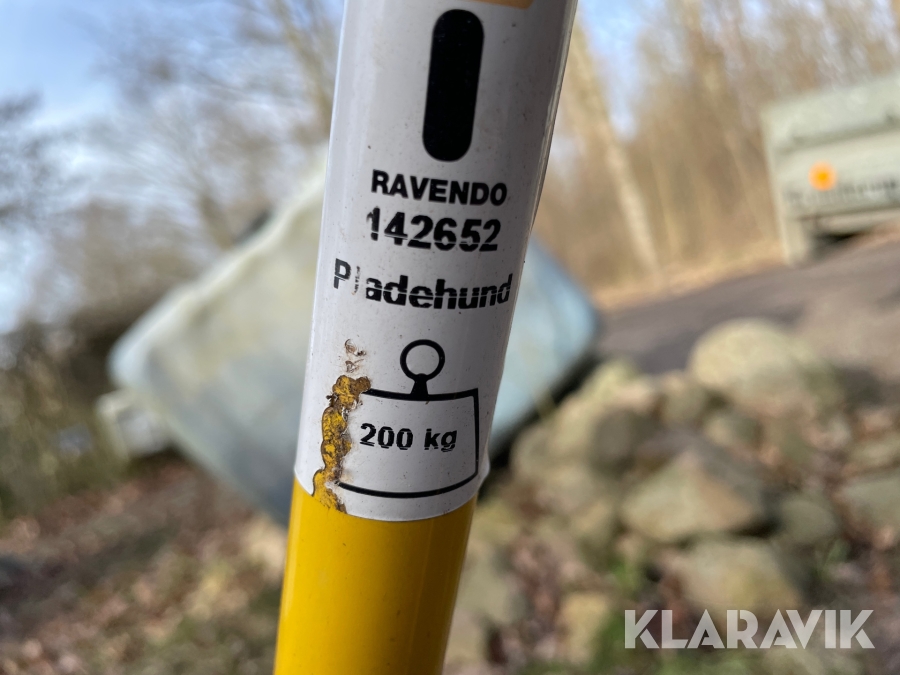 RAVENDO
142652
Pladehund
200 kg
KLARAVIK